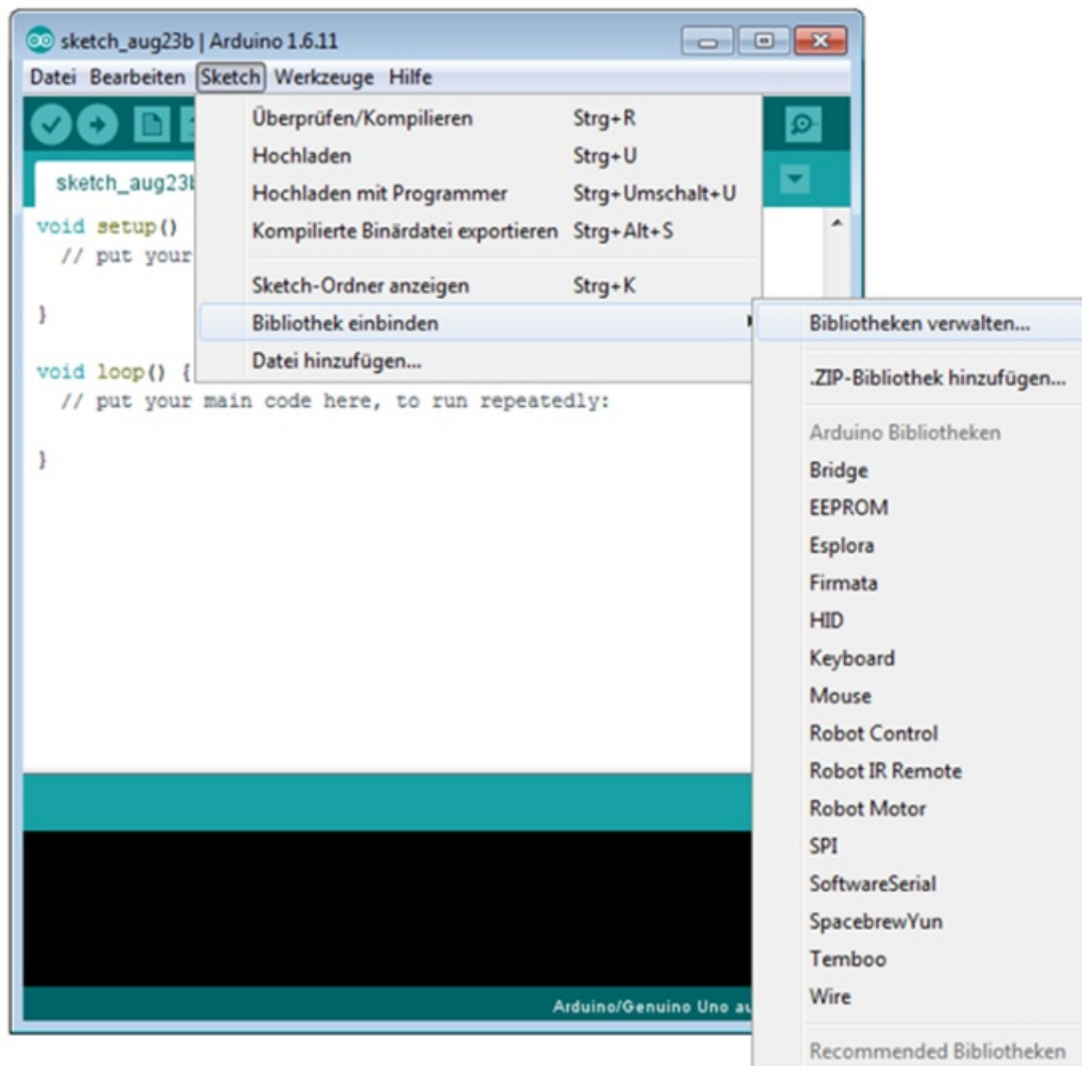 sketch_aug23b | Arduino 1.6.11
Datei Bearbeiten Sketch Werkzeuge Hilfe
Überprüfen/Kompilieren Strg+R
Hochladen Strg+U
Hochladen mit Programmer Strg+Umschalt+U
Kompilierte Binärdatei exportieren Strg+Alt+S
Sketch-Ordner anzeigen Strg+K
Bibliothek einbinden
Datei hinzufügen...
sketch_aug23b
void setup()
// put your
}
void loop() {
// put your main code here, to run repeatedly:
}
Bibliotheken verwalten...
.ZIP-Bibliothek hinzufügen...
Arduino Bibliotheken
Bridge
EEPROM
Esplora
Firmata
HID
Keyboard
Mouse
Robot Control
Robot IR Remote
Robot Motor
SPI
SoftwareSerial
SpacebrewYun
Temboo
Wire
Recommended Bibliotheken
Arduino/Genuino Uno au